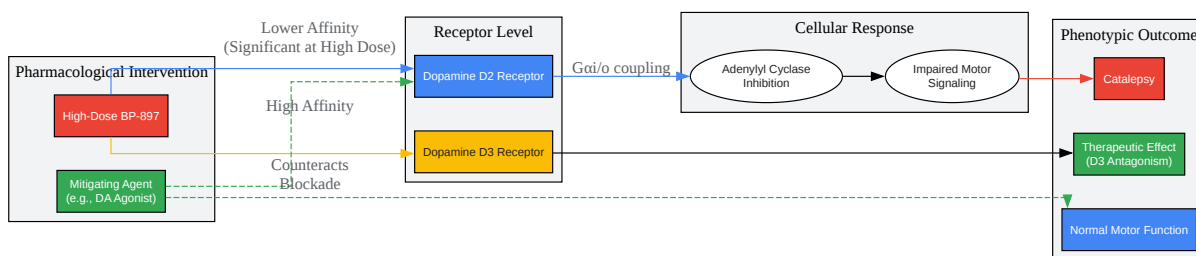 Pharmacological Intervention
High-Dose BP-897
Mitigating Agent
(e.g., DA Agonist)
Lower Affinity
(Significant at High Dose)
High Affinity
Counteracts
Blockade
Receptor Level
Dopamine D2 Receptor
Dopamine D3 Receptor
Gαi/o coupling
Cellular Response
Adenylyl Cyclase
Inhibition
Impaired Motor
Signaling
Phenotypic Outcome
Catalepsy
Therapeutic Effect
(D3 Antagonism)
Normal Motor Function